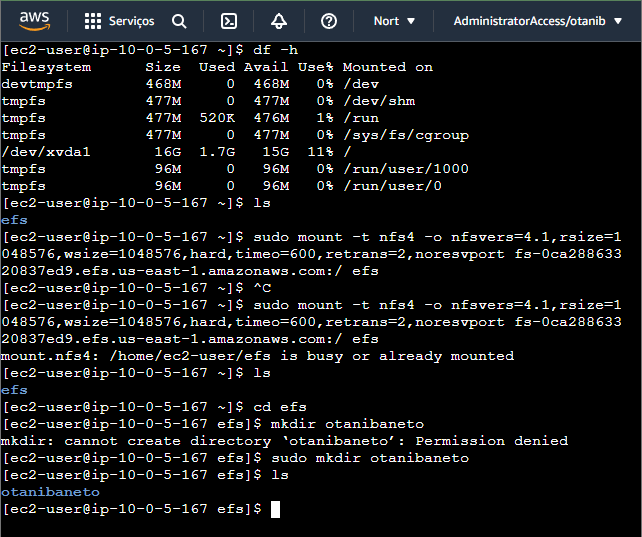 aws Serviços Nort AdministratorAccess/otanib
[ec2-user@ip-10-0-5-167 ~]$ df -h
Filesystem      Size  Used Avail Use% Mounted on
devtmpfs        468M     0  468M   0% /dev
tmpfs           477M     0  477M   0% /dev/shm
tmpfs           477M  520K  476M   1% /run
tmpfs           477M     0  477M   0% /sys/fs/cgroup
/dev/xvda1       16G  1.7G   15G  11% /
tmpfs            96M     0   96M   0% /run/user/1000
tmpfs            96M     0   96M   0% /run/user/0
[ec2-user@ip-10-0-5-167 ~]$ ls
efs
[ec2-user@ip-10-0-5-167 ~]$ sudo mount -t nfs4 -o nfsvers=4.1,rsize=1
048576,wsize=1048576,hard,timeo=600,retrans=2,noresvport fs-0ca288633
20837ed9.efs.us-east-1.amazonaws.com:/ efs
[ec2-user@ip-10-0-5-167 ~]$ ^C
[ec2-user@ip-10-0-5-167 ~]$ sudo mount -t nfs4 -o nfsvers=4.1,rsize=1
048576,wsize=1048576,hard,timeo=600,retrans=2,noresvport fs-0ca288633
20837ed9.efs.us-east-1.amazonaws.com:/ efs
mount.nfs4: /home/ec2-user/efs is busy or already mounted
[ec2-user@ip-10-0-5-167 ~]$ ls
efs
[ec2-user@ip-10-0-5-167 ~]$ cd efs
[ec2-user@ip-10-0-5-167 efs]$ mkdir otanibaneto
mkdir: cannot create directory ‘otanibaneto’: Permission denied
[ec2-user@ip-10-0-5-167 efs]$ sudo mkdir otanibaneto
[ec2-user@ip-10-0-5-167 efs]$ ls
otanibaneto
[ec2-user@ip-10-0-5-167 efs]$